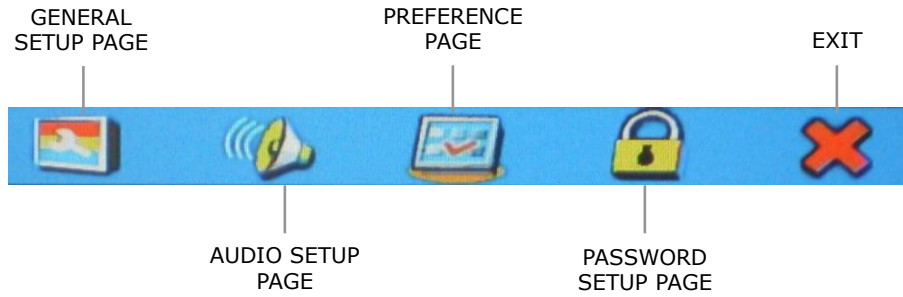 GENERAL
SETUP PAGE
PREFERENCE
PAGE
EXIT
AUDIO SETUP
PAGE
PASSWORD
SETUP PAGE